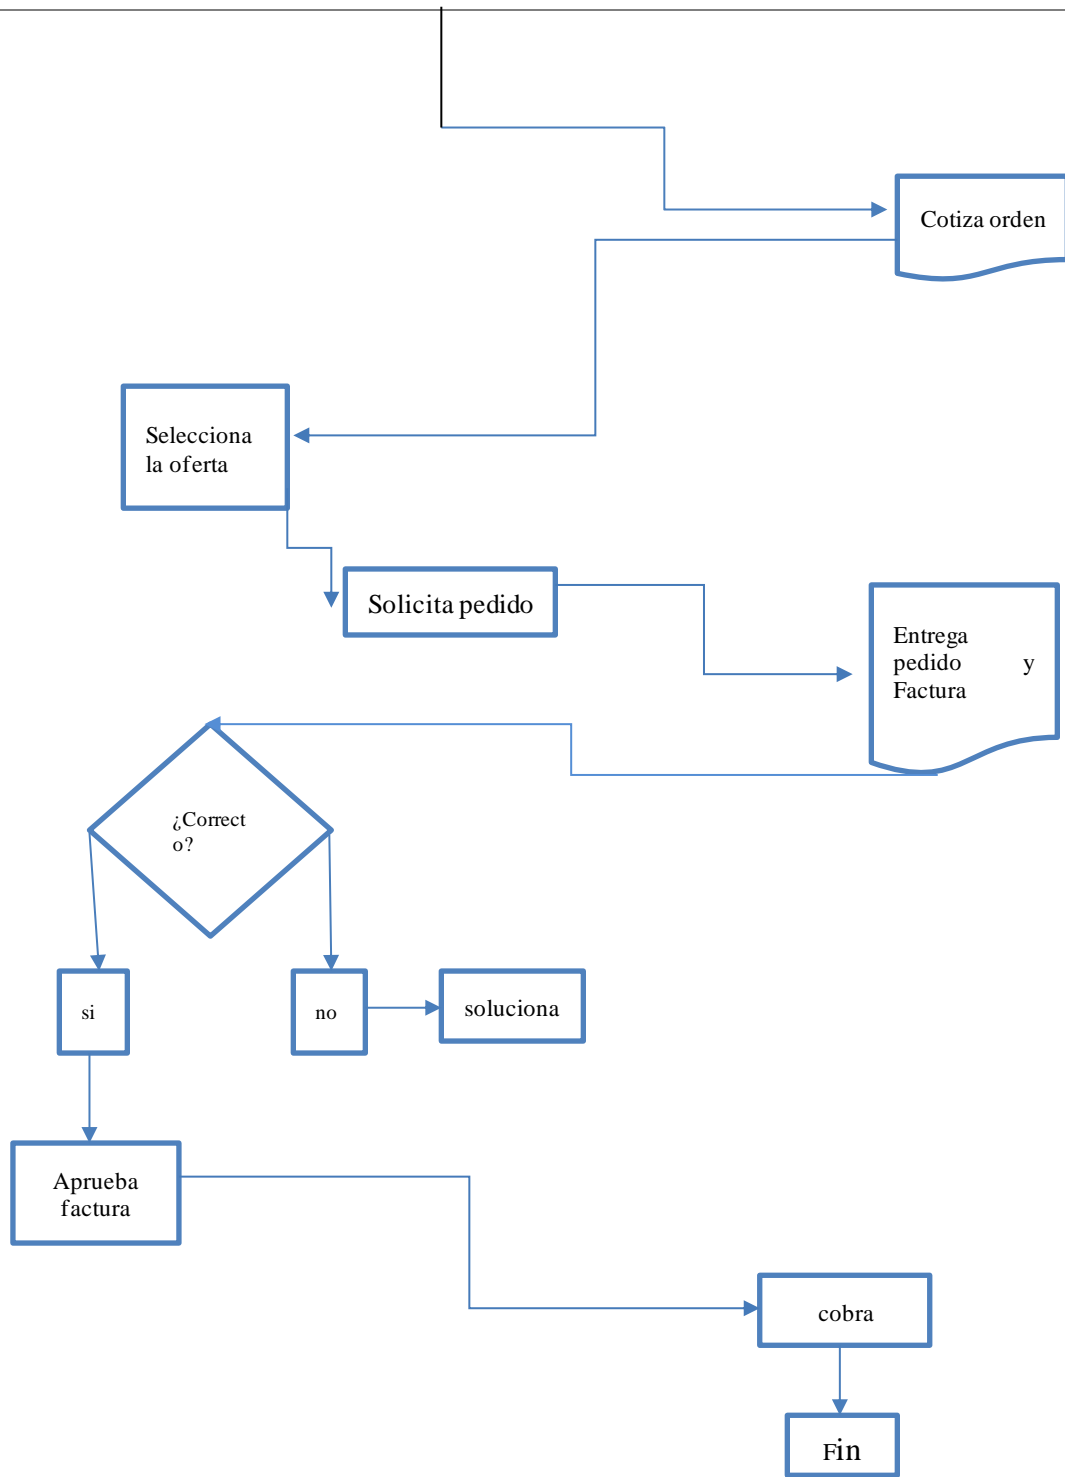 Cotiza orden
Selecciona
la oferta
Solicita pedido
Entrega
pedido y
Factura
¿Correct
o?
si
no
soluciona
Aprueba
factura
cobra
Fin